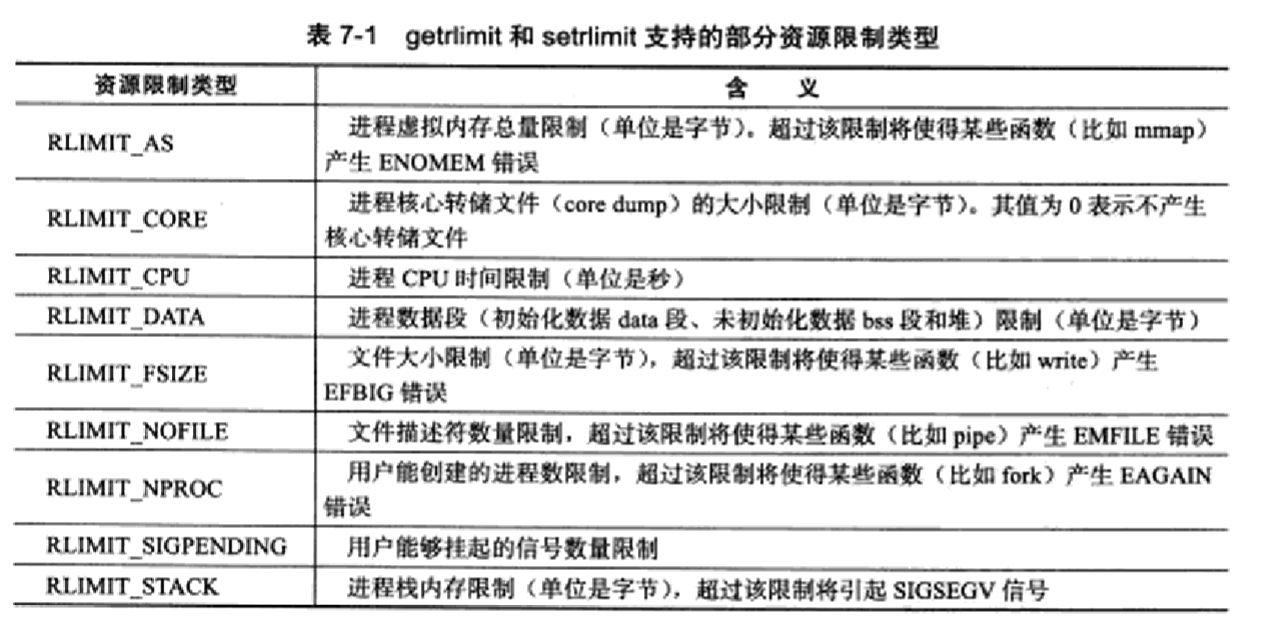 表 7-1 getrlimit 和 setrlimit 支持的部分资源限制类型
资源限制类型
含 义
RLIMIT_AS
进程虚拟内存总量限制（单位是字节）。超过该限制将使得某些函数（比如 mmap）
产生 ENOMEM 错误
RLIMIT_CORE
进程核心转储文件（core dump）的大小限制（单位是字节）。其值为 0 表示不产生
核心转储文件
RLIMIT_CPU
进程 CPU 时间限制（单位是秒）
RLIMIT_DATA
进程数据段（初始化数据 data 段、未初始化数据 bss 段和堆）限制（单位是字节）
RLIMIT_FSIZE
文件大小限制（单位是字节），超过该限制将使得某些函数（比如 write）产生
EFBIG 错误
RLIMIT_NOFILE
文件描述符数量限制，超过该限制将使得某些函数（比如 pipe）产生 EMFILE 错误
RLIMIT_NPROC
用户能创建的进程数限制，超过该限制将使得某些函数（比如 fork）产生 EAGAIN
错误
RLIMIT_SIGPENDING
用户能够挂起的信号数量限制
RLIMIT_STACK
进程栈内存限制（单位是字节），超过该限制将引起 SIGSEGV 信号